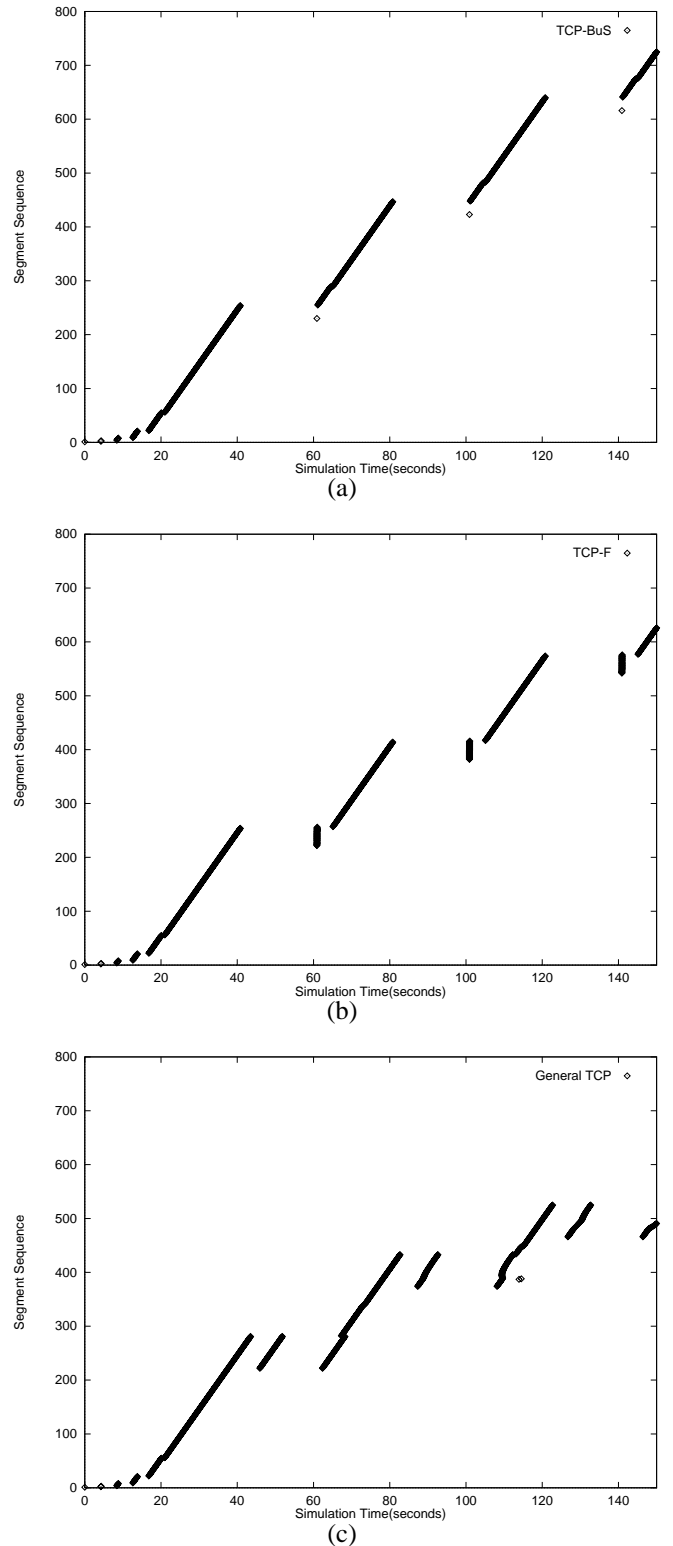 800
TCP-BuS
700
600
500
Segment Sequence
400
300
200
100
0
0 20 40 60 80 100 120 140
Simulation Time(seconds)
(a)
800
TCP-F
700
600
500
Segment Sequence
400
300
200
100
0
0 20 40 60 80 100 120 140
Simulation Time(seconds)
(b)
800
General TCP
700
600
500
Segment Sequence
400
300
200
100
0
0 20 40 60 80 100 120 140
Simulation Time(seconds)
(c)